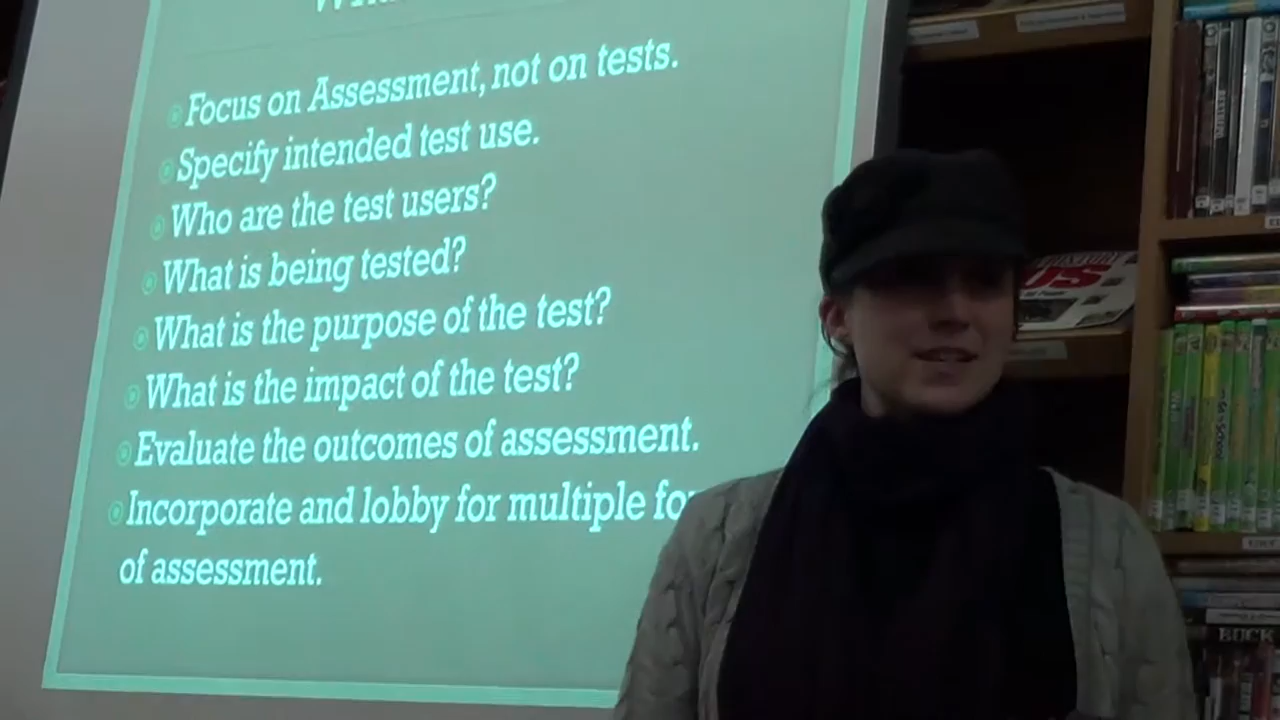 Focus on Assessment, not on tests.
Specify intended test use.
Who are the test users?
What is being tested?
What is the purpose of the test?
What is the impact of the test?
Evaluate the outcomes of assessment.
Incorporate and lobby for multiple
of assessment.
US
BUCK